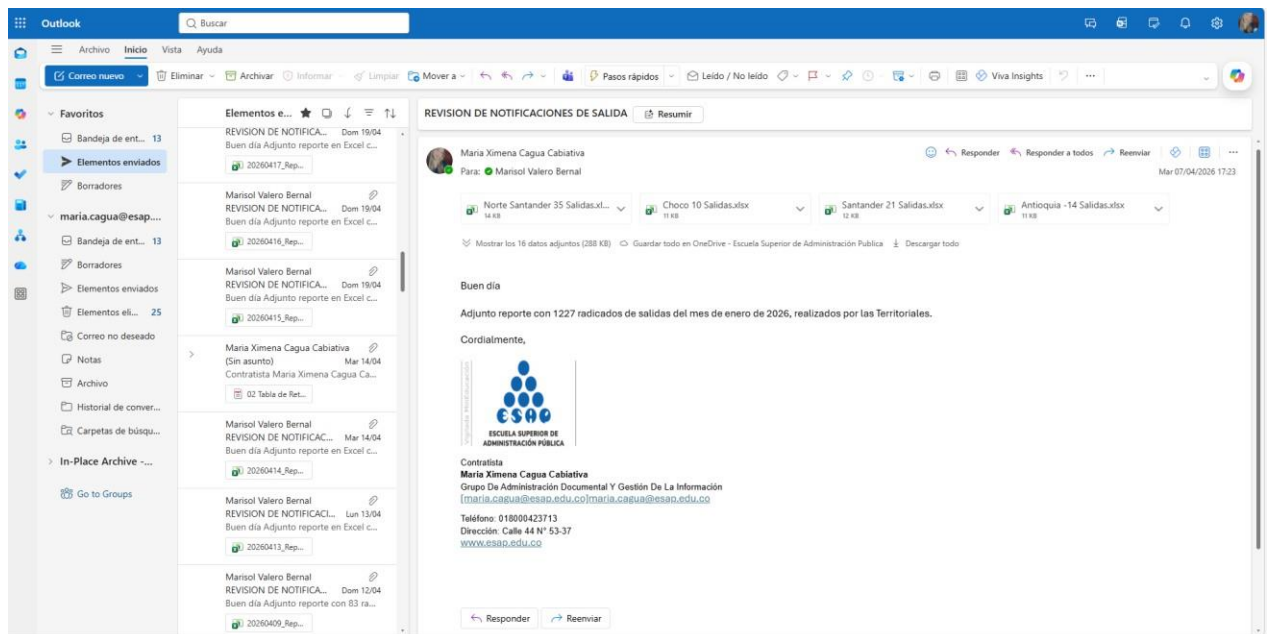 Outlook
Buscar
Archivo Inicio Vista Ayuda
Correo nuevo Eliminar Archivar Informar Limpiar Mover a Pasos rápidos Leído / No leído Viva Insights
Favoritos
Bandeja de ent... 13
Elementos enviados
Borradores
maria.cagua@esap....
Bandeja de ent... 13
Borradores
Elementos enviados
Elementos eli... 25
Correo no deseado
Notas
Archivo
Historial de conver...
Carpetas de búsqu...
In-Place Archive -...
Go to Groups
Elementos e...
REVISION DE NOTIFICA... Dom 19/04
Buen día Adjunto reporte en Excel c...
20260417_Rep...
Marisol Valero Bernal
REVISION DE NOTIFICA... Dom 19/04
Buen día Adjunto reporte en Excel c...
20260416_Rep...
Marisol Valero Bernal
REVISION DE NOTIFICA... Dom 19/04
Buen día Adjunto reporte en Excel c...
20260415_Rep...
Maria Ximena Cagua Cabiativa
(Sin asunto) Mar 14/04
Contratista Maria Ximena Cagua Ca...
02 Tabla de Ret...
Marisol Valero Bernal
REVISION DE NOTIFICAC... Mar 14/04
Buen día Adjunto reporte en Excel c...
20260414_Rep...
Marisol Valero Bernal
REVISION DE NOTIFICACI... Lun 13/04
Buen día Adjunto reporte en Excel c...
20260413_Rep...
Marisol Valero Bernal
REVISION DE NOTIFICA... Dom 12/04
Buen día Adjunto reporte con 83 ra...
20260409_Rep...
REVISION DE NOTIFICACIONES DE SALIDA Resumir
Maria Ximena Cagua Cabiativa
Responder Responder a todos Reenviar
Para: Marisol Valero Bernal
Mar 07/04/2026 17:23
Norte Santander 35 Salidas.xl...
14 KB
Choco 10 Salidas.xlsx
11 KB
Santander 21 Salidas.xlsx
12 KB
Antioquia -14 Salidas.xlsx
11 KB
Mostrar los 16 datos adjuntos (288 KB) Guardar todo en OneDrive - Escuela Superior de Administración Publica Descargar todo
Buen día
Adjunto reporte con 1227 radicados de salidas del mes de enero de 2026, realizados por las Territoriales.
Cordialmente,
Vigilada MinEducación
ESAP
ESCUELA SUPERIOR DE
ADMINISTRACIÓN PÚBLICA
Contratista
Maria Ximena Cagua Cabiativa
Grupo De Administración Documental Y Gestión De La Información
[maria.cagua@esap.edu.co]maria.cagua@esap.edu.co
Teléfono: 018000423713
Dirección: Calle 44 N° 53-37
www.esap.edu.co
Responder Reenviar